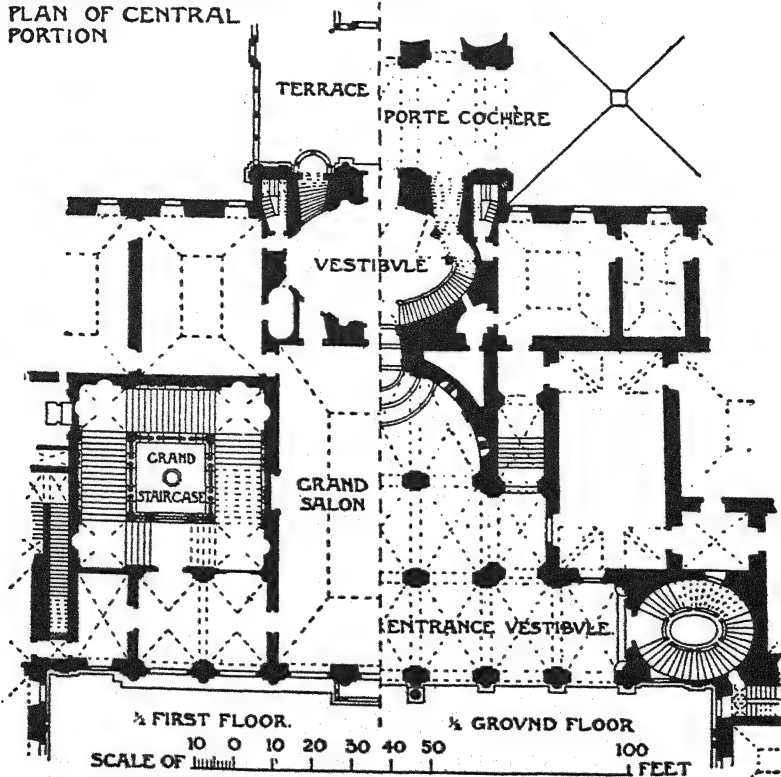 PLAN OF CENTRAL
PORTION
TERRACE
PORTE COCHÈRE
VESTIBVLE
GRAND
STAIRCASE
GRAND
SALON
ENTRANCE VESTIBVLE.
½ FIRST FLOOR.
½ GROVND FLOOR
SCALE OF 10 0 10 20 30 40 50 100 FEET